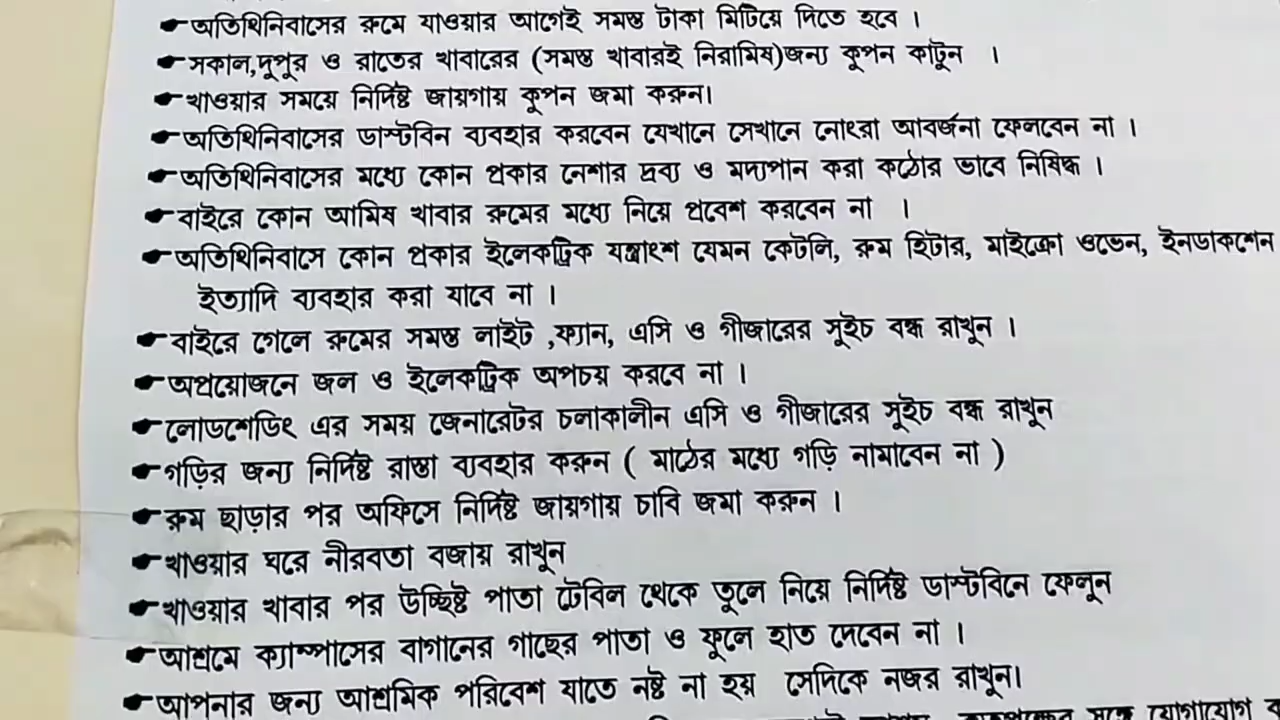 ☛অতিথিনিবাসের রুমে যাওয়ার আগেই সমস্ত টাকা মিটিয়ে দিতে হবে ।
☛সকাল,দুপুর ও রাতের খাবারের (সমস্ত খাবারই নিরামিষ)জন্য কুপন কাটুন ।
☛খাওয়ার সময়ে নির্দিষ্ট জায়গায় কুপন জমা করুন।
☛অতিথিনিবাসের ডাস্টবিন ব্যবহার করবেন যেখানে সেখানে নোংরা আবর্জনা ফেলবেন না ।
☛অতিথিনিবাসের মধ্যে কোন প্রকার নেশার দ্রব্য ও মদ্যপান করা কঠোর ভাবে নিষিদ্ধ ।
☛বাইরে কোন আমিষ খাবার রুমের মধ্যে নিয়ে প্রবেশ করবেন না ।
☛অতিথিনিবাসে কোন প্রকার ইলেকট্রিক যন্ত্রাংশ যেমন কেটলি, রুম হিটার, মাইক্রো ওভেন, ইনডাকশেন
ইত্যাদি ব্যবহার করা যাবে না ।
☛বাইরে গেলে রুমের সমস্ত লাইট ,ফ্যান, এসি ও গীজারের সুইচ বন্ধ রাখুন ।
☛অপ্রয়োজনে জল ও ইলেকট্রিক অপচয় করবে না ।
☛লোডশেডিং এর সময় জেনারেটর চলাকালীন এসি ও গীজারের সুইচ বন্ধ রাখুন
☛গড়ির জন্য নির্দিষ্ট রাস্তা ব্যবহার করুন ( মাঠের মধ্যে গড়ি নামাবেন না )
☛রুম ছাড়ার পর অফিসে নির্দিষ্ট জায়গায় চাবি জমা করুন ।
☛খাওয়ার ঘরে নীরবতা বজায় রাখুন
☛খাওয়ার খাবার পর উচ্ছিষ্ট পাতা টেবিল থেকে তুলে নিয়ে নির্দিষ্ট ডাস্টবিনে ফেলুন
☛আশ্রমে ক্যাম্পাসের বাগানের গাছের পাতা ও ফুলে হাত দেবেন না ।
☛আপনার জন্য আশ্রমিক পরিবেশ যাতে নষ্ট না হয় সেদিকে নজর রাখুন।
সঙ্গে যোগাযোগ